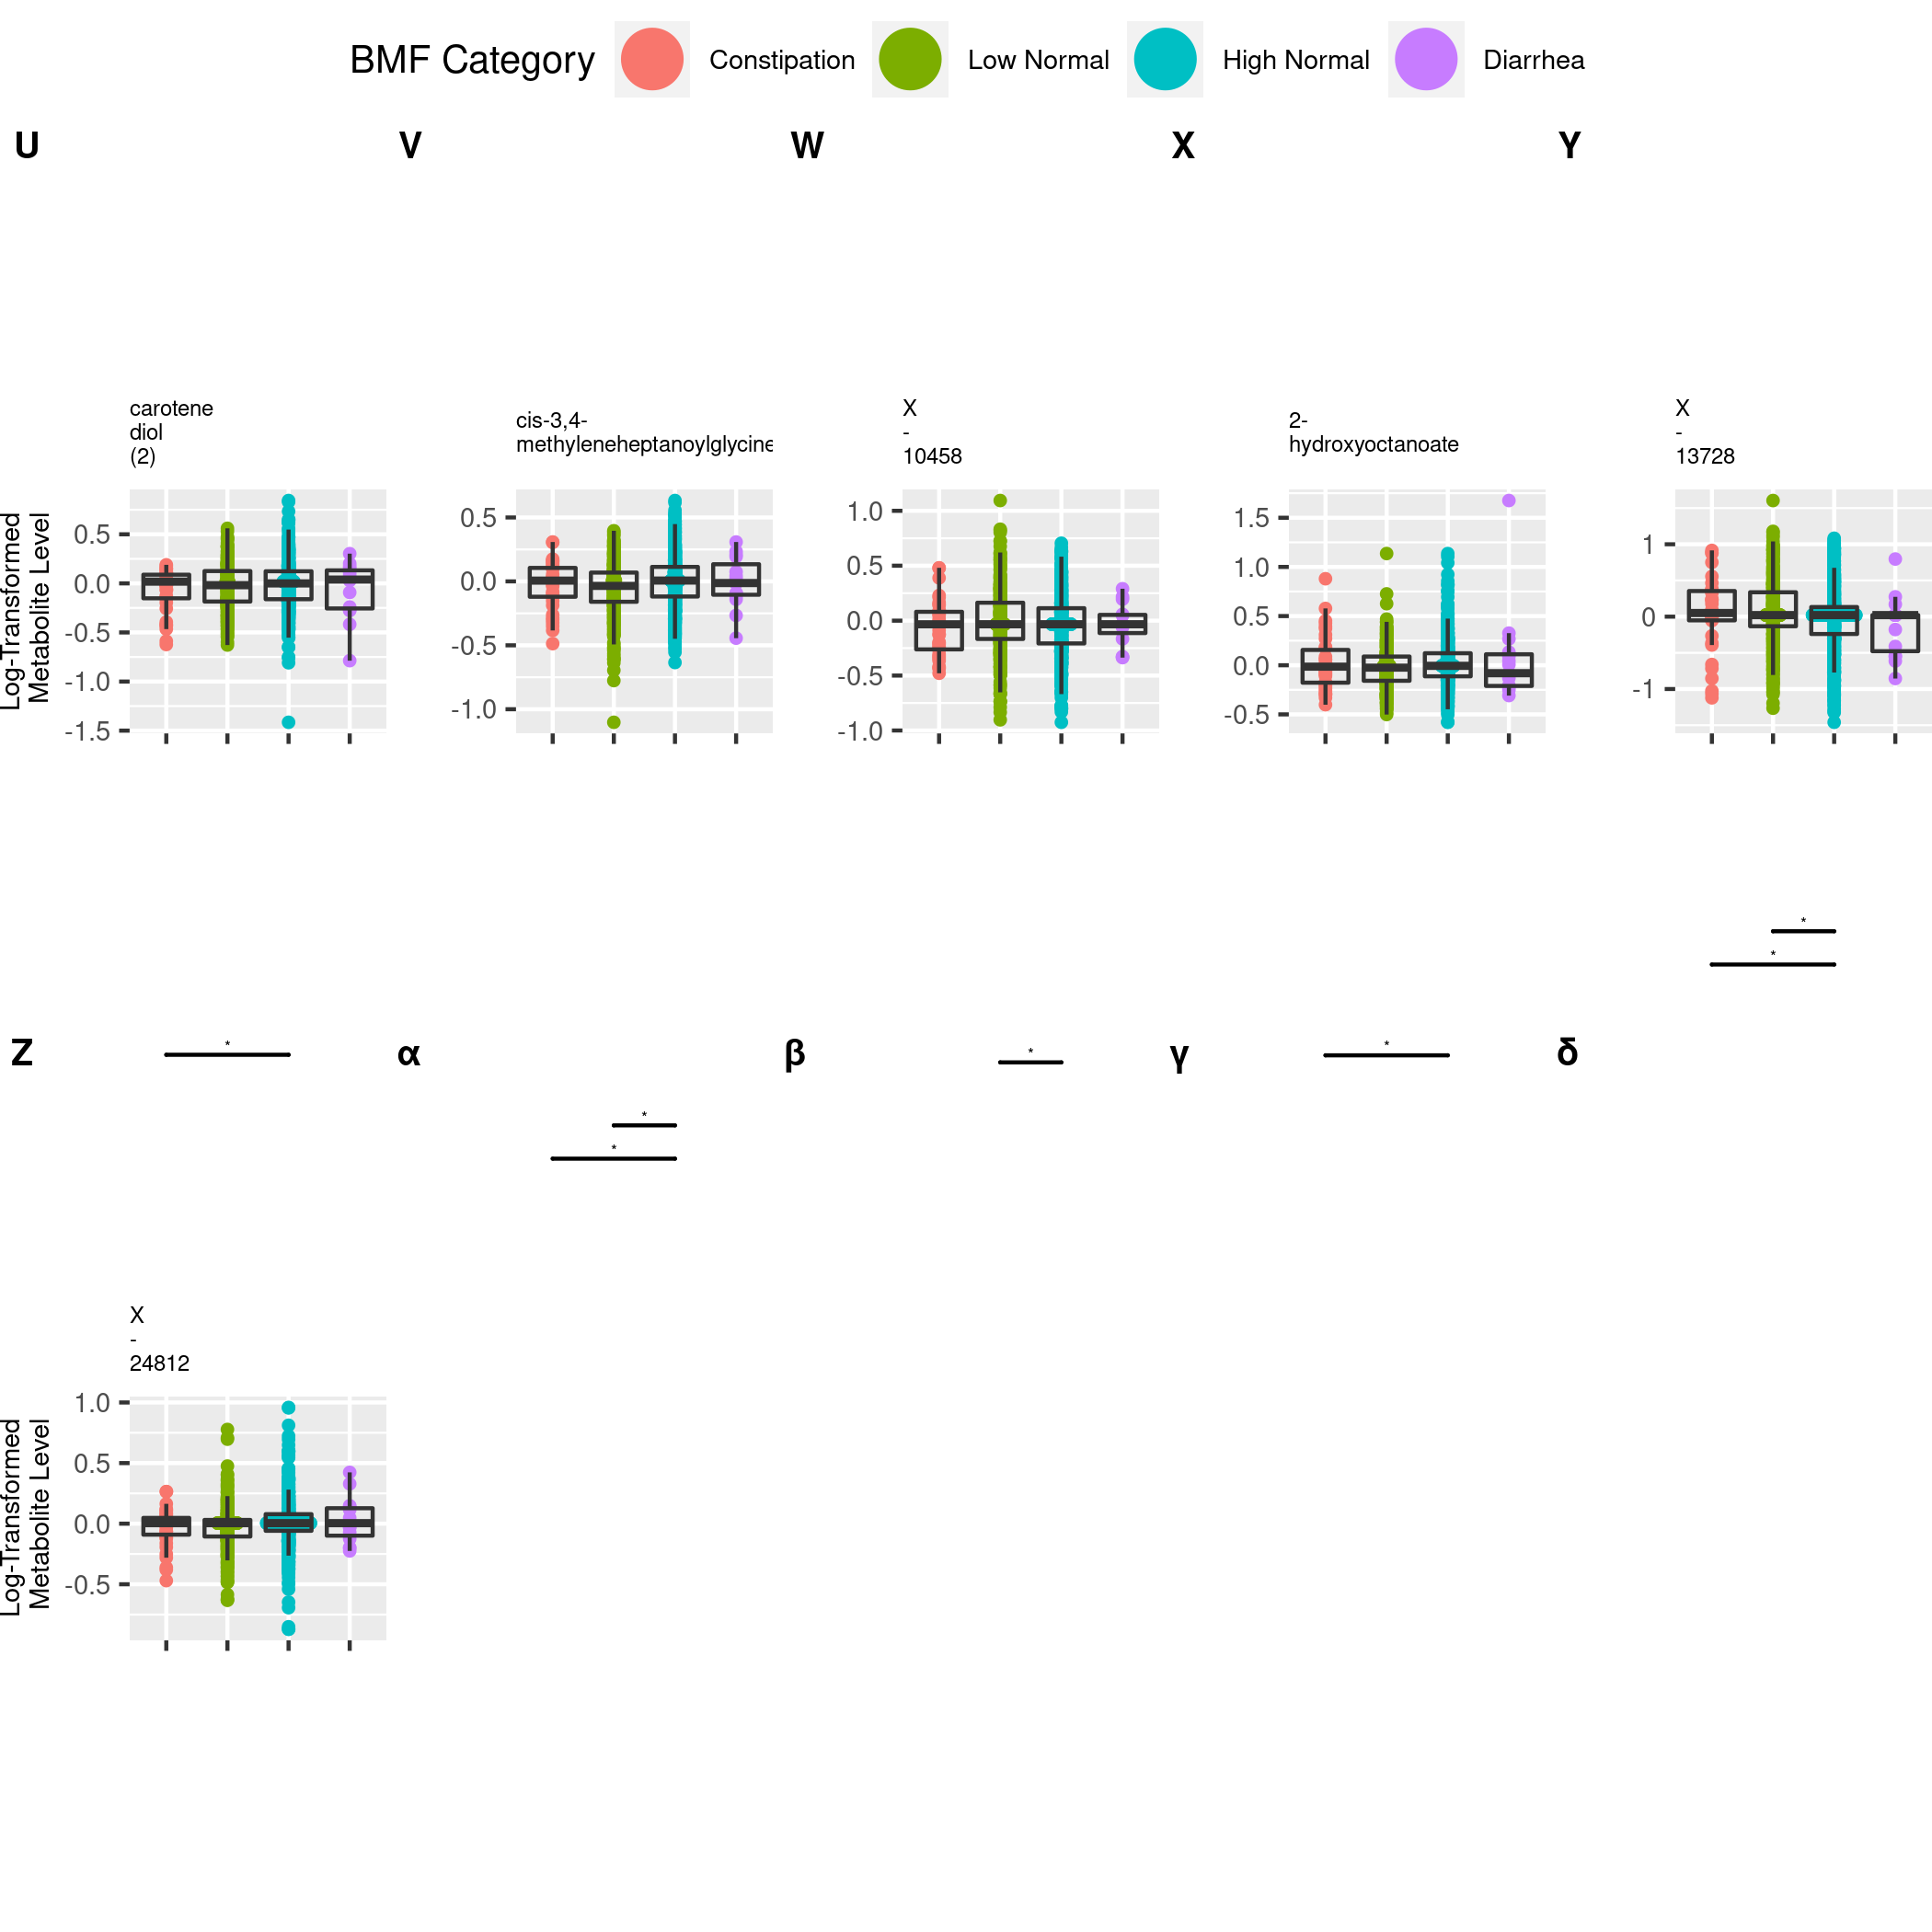 BMF Category Constipation Low Normal High Normal Diarrhea
U V W X Y
carotene
diol
(2)
cis-3,4-
methyleneheptanoylglycine
X
-
10458
2-
hydroxyoctanoate
X
-
13728
Log-Transformed
Metabolite Level
0.5
0.0
-0.5
-1.0
-1.5
0.5
0.0
-0.5
-1.0
1.0
0.5
0.0
-0.5
-1.0
1.5
1.0
0.5
0.0
-0.5
1
0
-1
*
*
Z α β γ δ
*
*
*
*
*
X
-
24812
Log-Transformed
Metabolite Level
1.0
0.5
0.0
-0.5